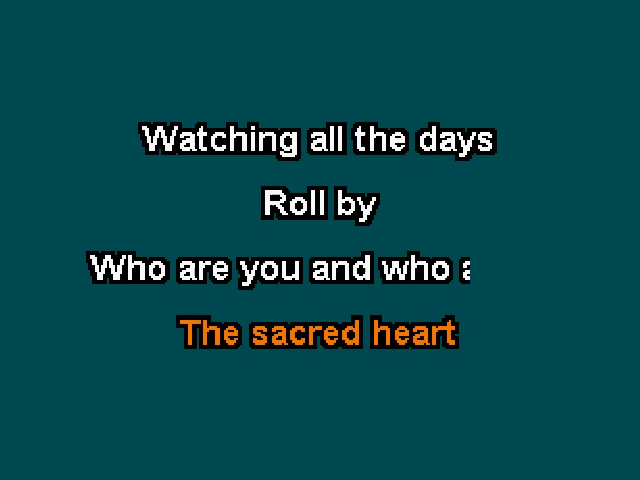 Watching all the days
Roll by
Who are you and who
The sacred heart